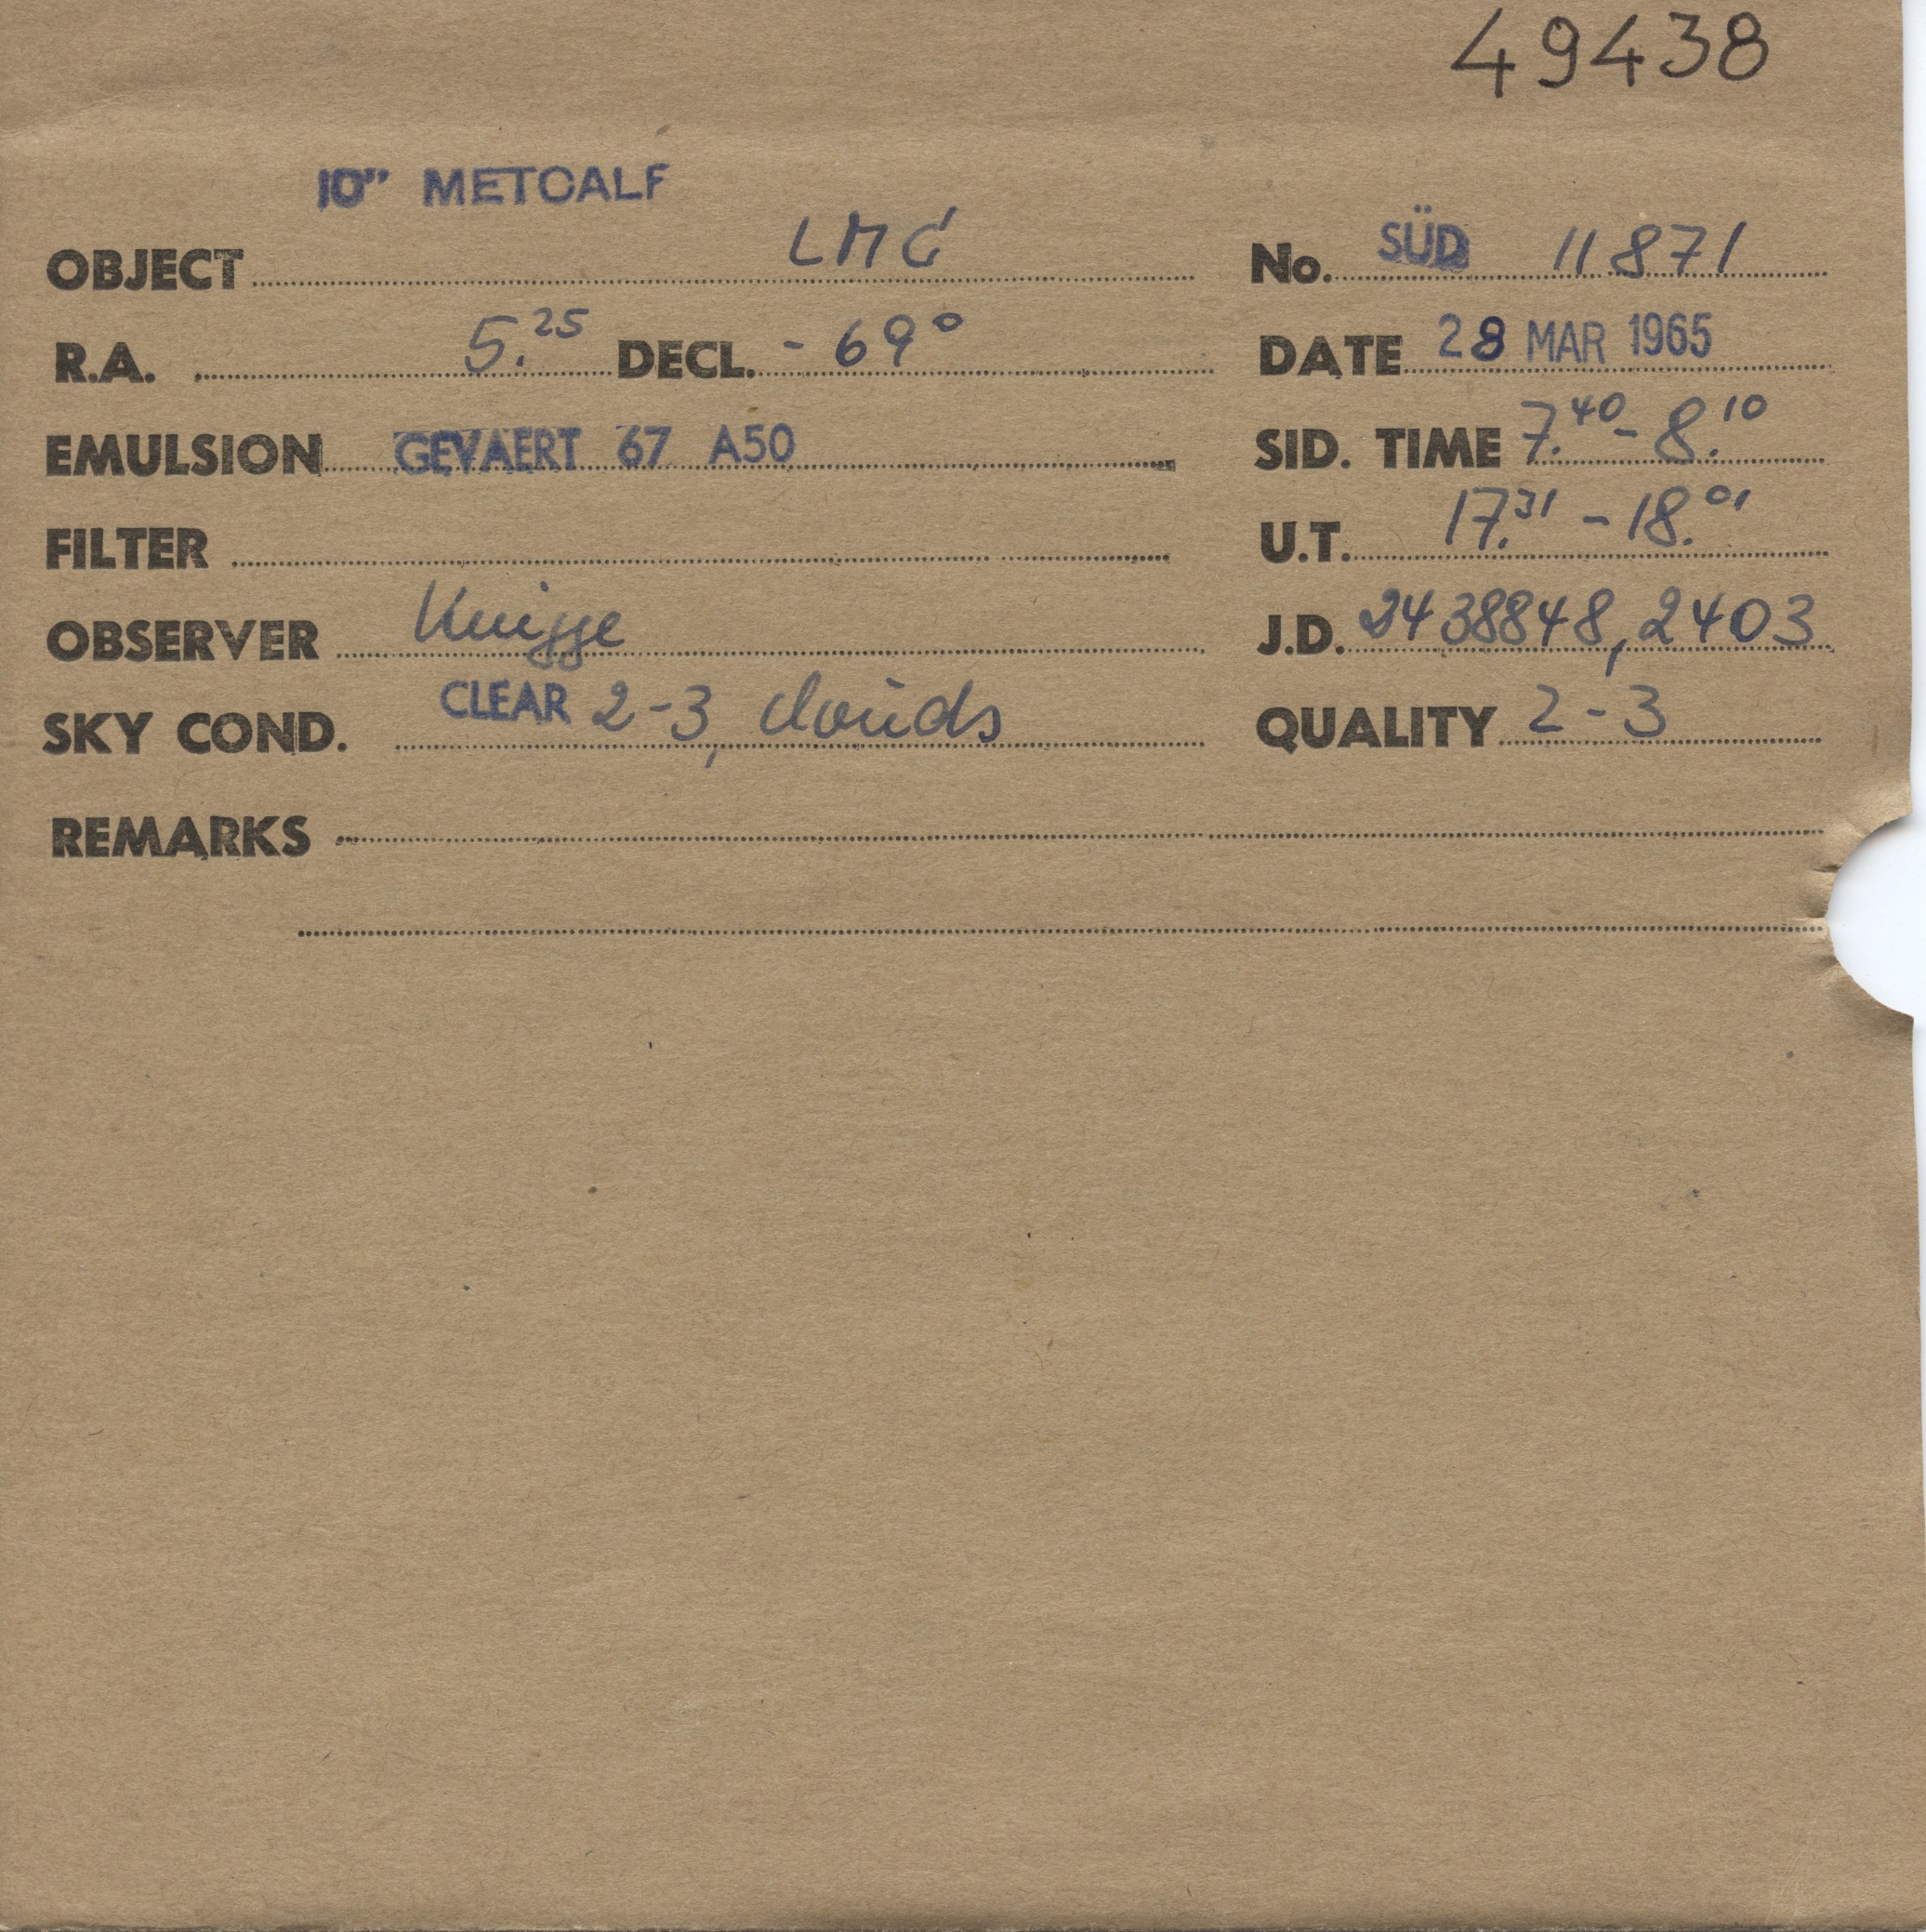 49438
10" METCALF
OBJECT LMC No. SÜD 11871
R.A. 5.25 DECL. - 69° DATE 28 MAR 1965
EMULSION GEVAERT 67 A50 SID. TIME 7.40 - 8.10
FILTER U.T. 17.31 - 18.01
OBSERVER Knigge J.D. 2438848,2403
SKY COND. CLEAR 2-3, clouds QUALITY 2-3
REMARKS